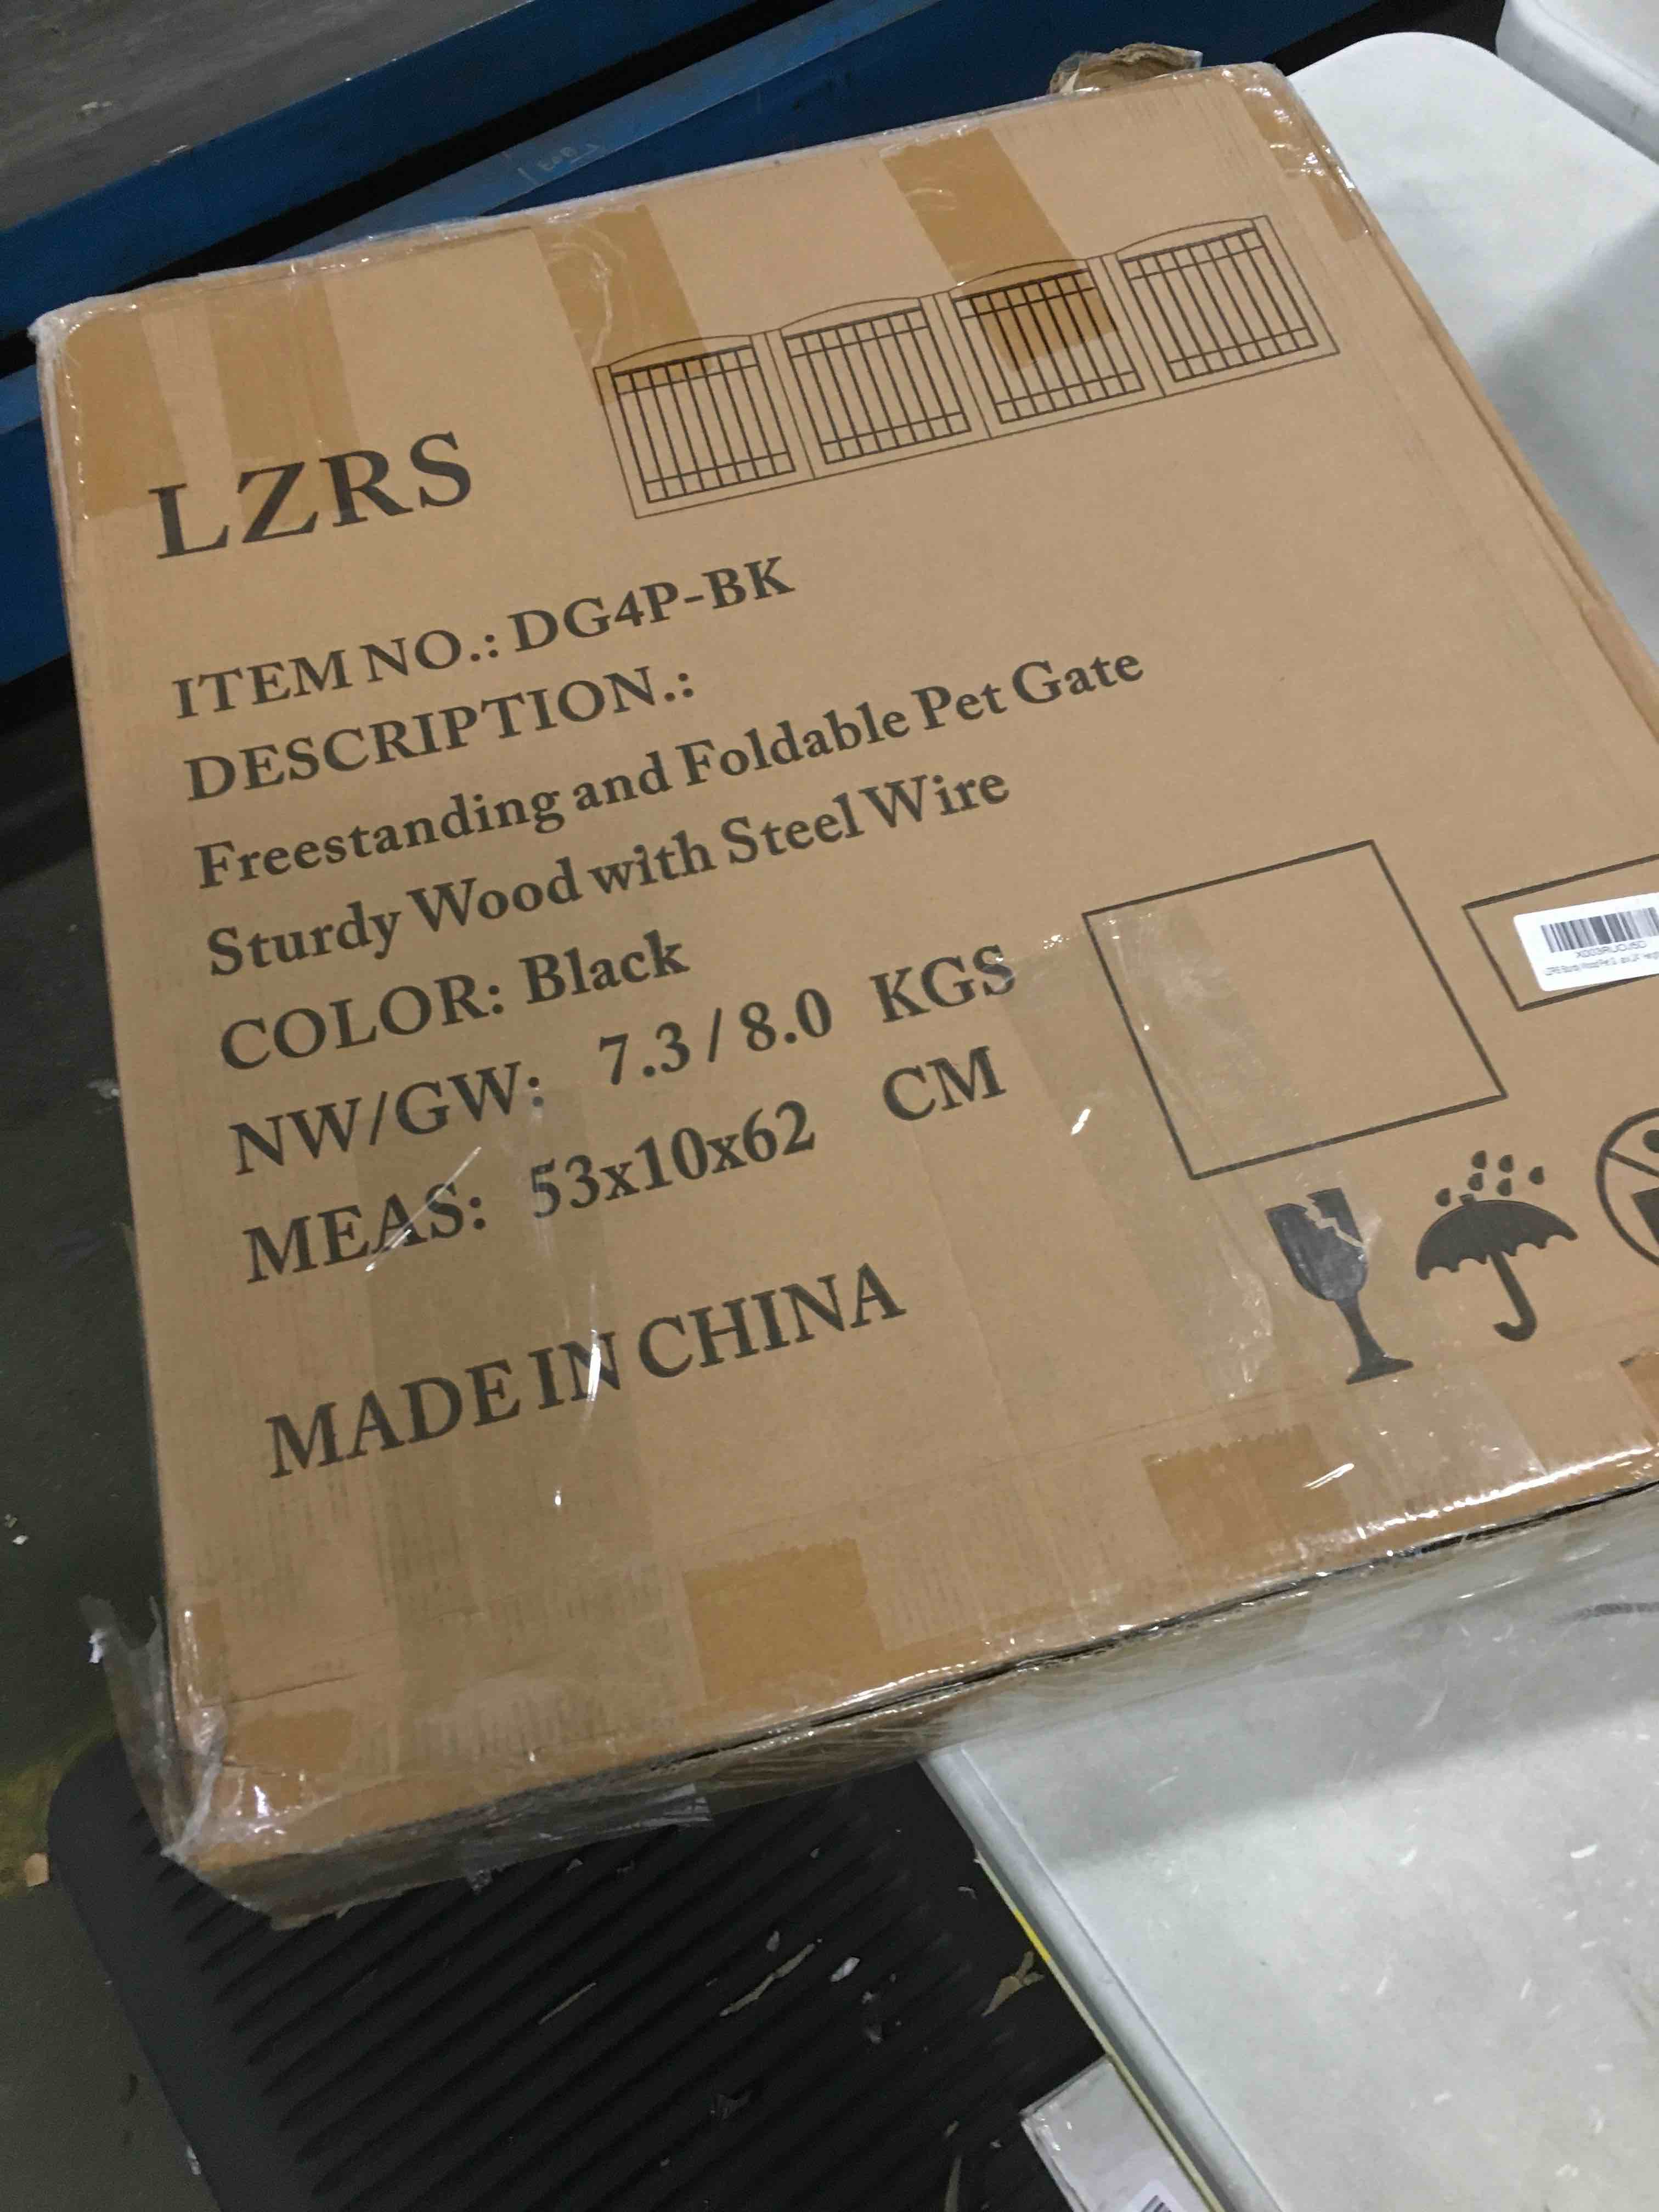 LZRS
ITEM NO.: DG4P-BK
DESCRIPTION.:
Freestanding and Foldable Pet Gate
Sturdy Wood with Steel Wire
COLOR: Black
NW/GW: 7.3 / 8.0 KGS
MEAS: 53x10x62 CM
MADE IN CHINA